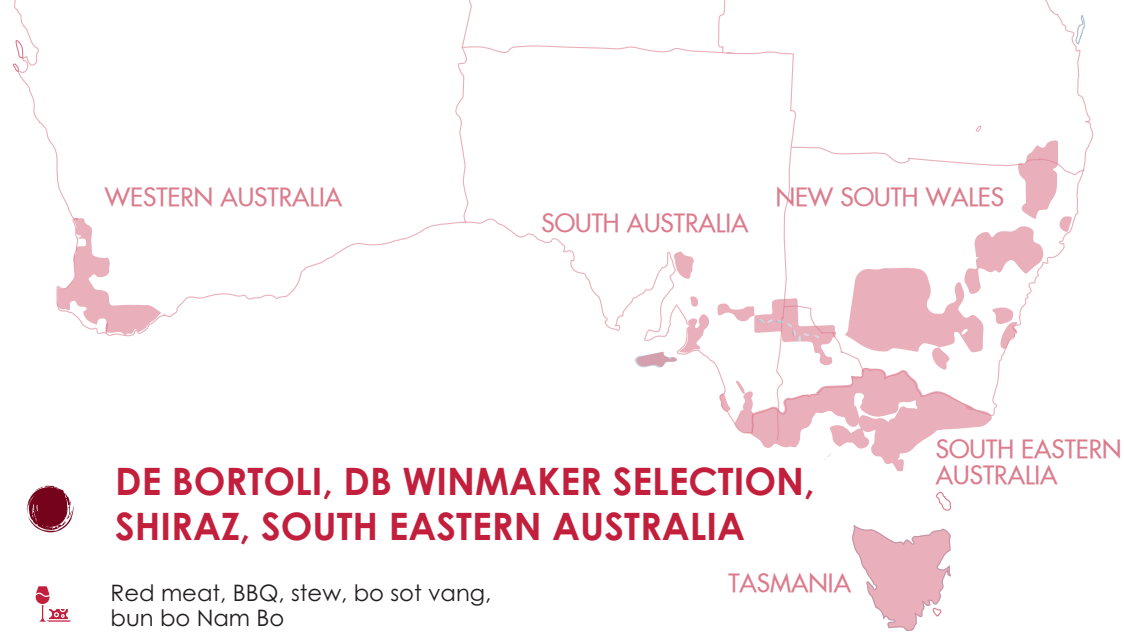 WESTERN AUSTRALIA
SOUTH AUSTRALIA
NEW SOUTH WALES
SOUTH EASTERN
AUSTRALIA
DE BORTOLI, DB WINMAKER SELECTION,
SHIRAZ, SOUTH EASTERN AUSTRALIA
TASMANIA
Red meat, BBQ, stew, bo sot vang,
bun bo Nam Bo